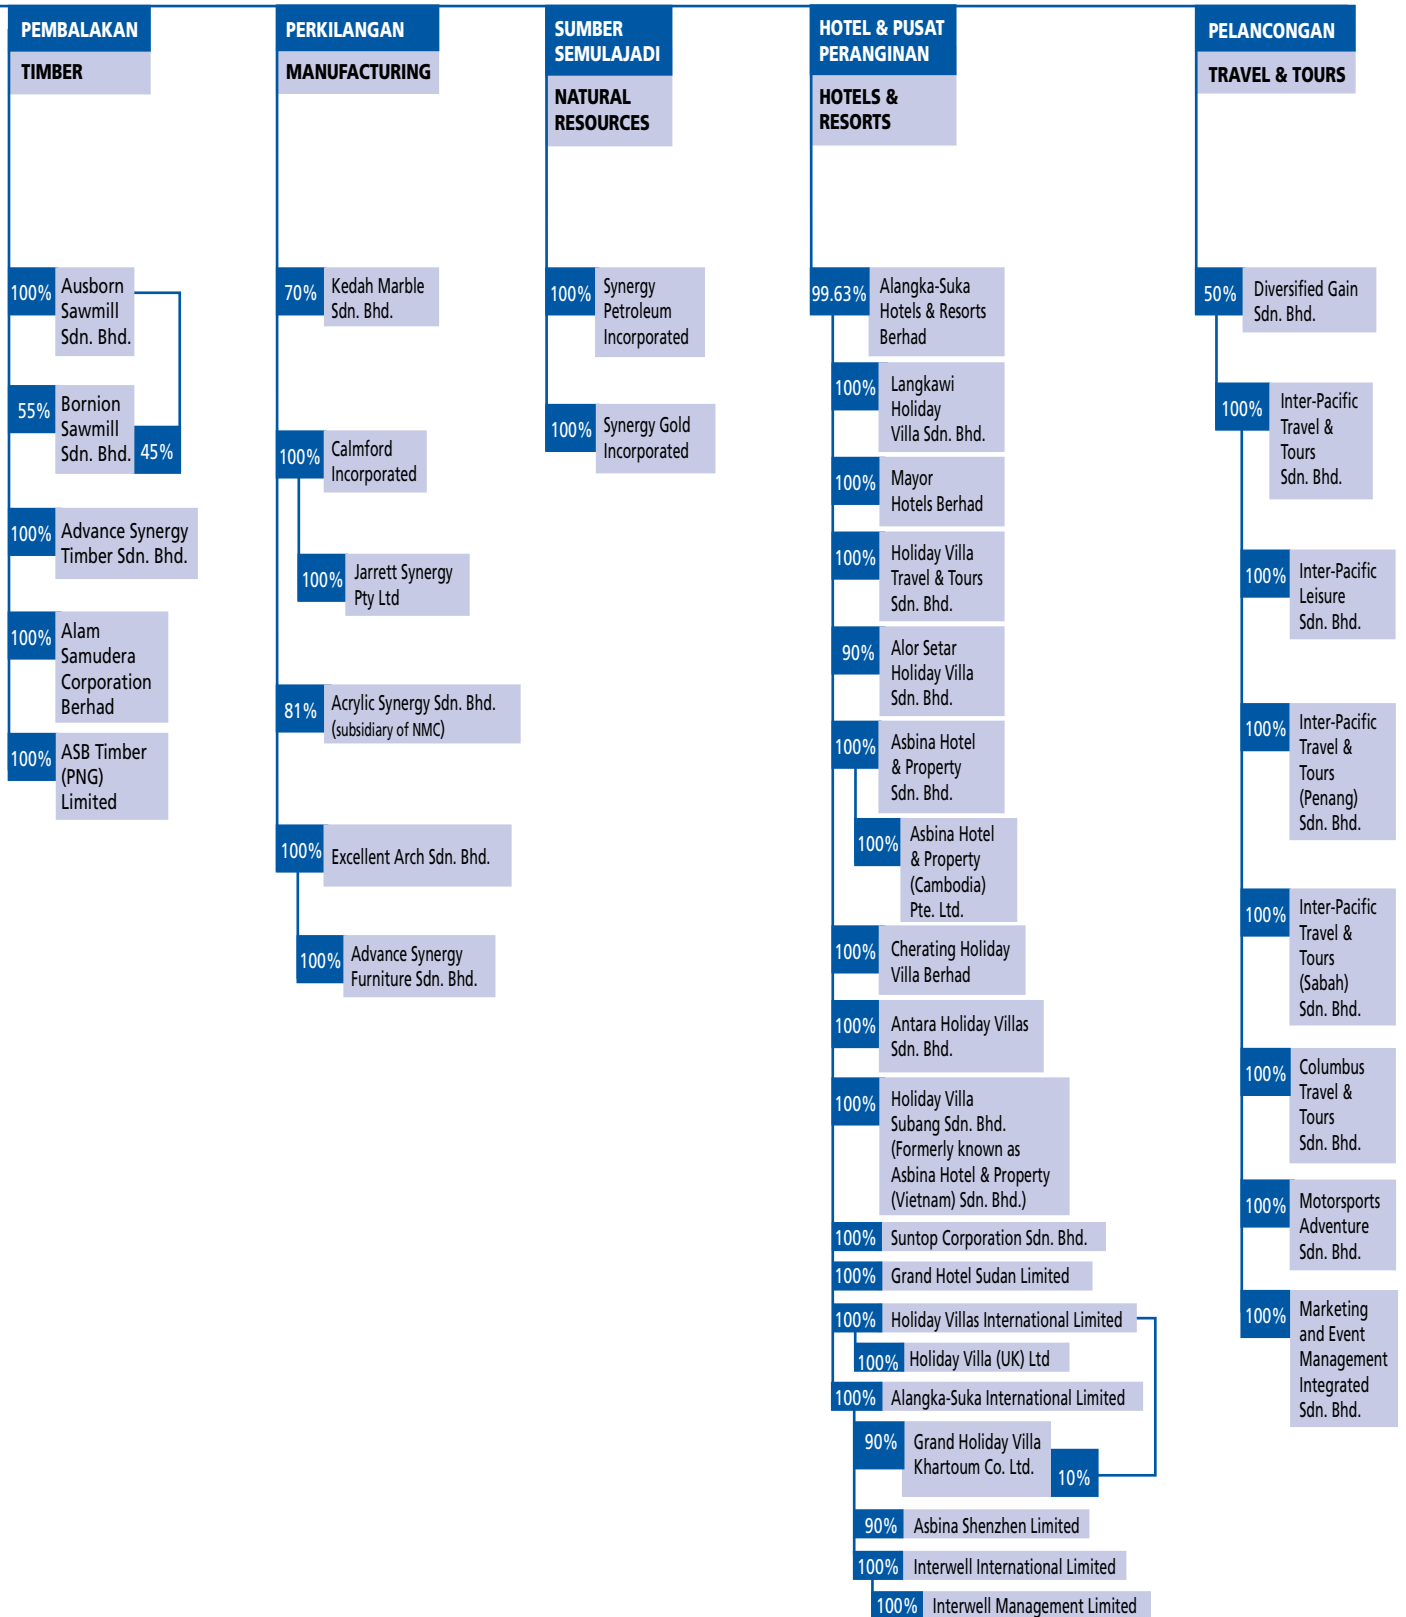 PEMBALAKAN
TIMBER
100%
Ausborn
Sawmill
Sdn. Bhd.
55%
Bornion
Sawmill
Sdn. Bhd.
45%
100%
Advance Synergy
Timber Sdn. Bhd.
100%
Alam
Samudera
Corporation
Berhad
100%
ASB Timber
(PNG)
Limited
PERKILANGAN
MANUFACTURING
70%
Kedah Marble
Sdn. Bhd.
100%
Calmford
Incorporated
100%
Jarrett Synergy
Pty Ltd
81%
Acrylic Synergy Sdn. Bhd.
(subsidiary of NMC)
100%
Excellent Arch Sdn. Bhd.
100%
Advance Synergy
Furniture Sdn. Bhd.
SUMBER
SEMULAJADI
NATURAL
RESOURCES
100%
Synergy
Petroleum
Incorporated
100%
Synergy Gold
Incorporated
HOTEL & PUSAT
PERANGINAN
HOTELS &
RESORTS
99.63%
Alangka-Suka
Hotels & Resorts
Berhad
100%
Langkawi
Holiday
Villa Sdn. Bhd.
100%
Mayor
Hotels Berhad
100%
Holiday Villa
Travel & Tours
Sdn. Bhd.
90%
Alor Setar
Holiday Villa
Sdn. Bhd.
100%
Asbina Hotel
& Property
Sdn. Bhd.
100%
Asbina Hotel
& Property
(Cambodia)
Pte. Ltd.
100%
Cherating Holiday
Villa Berhad
100%
Antara Holiday Villas
Sdn. Bhd.
100%
Holiday Villa
Subang Sdn. Bhd.
(Formerly known as
Asbina Hotel & Property
(Vietnam) Sdn. Bhd.)
100%
Suntop Corporation Sdn. Bhd.
100%
Grand Hotel Sudan Limited
100%
Holiday Villas International Limited
100%
Holiday Villa (UK) Ltd
100%
Alangka-Suka International Limited
90%
Grand Holiday Villa
Khartoum Co. Ltd.
10%
90%
Asbina Shenzhen Limited
100%
Interwell International Limited
100%
Interwell Management Limited
PELANCONGAN
TRAVEL & TOURS
50%
Diversified Gain
Sdn. Bhd.
100%
Inter-Pacific
Travel &
Tours
Sdn. Bhd.
100%
Inter-Pacific
Leisure
Sdn. Bhd.
100%
Inter-Pacific
Travel &
Tours
(Penang)
Sdn. Bhd.
100%
Inter-Pacific
Travel &
Tours
(Sabah)
Sdn. Bhd.
100%
Columbus
Travel &
Tours
Sdn. Bhd.
100%
Motorsports
Adventure
Sdn. Bhd.
100%
Marketing
and Event
Management
Integrated
Sdn. Bhd.